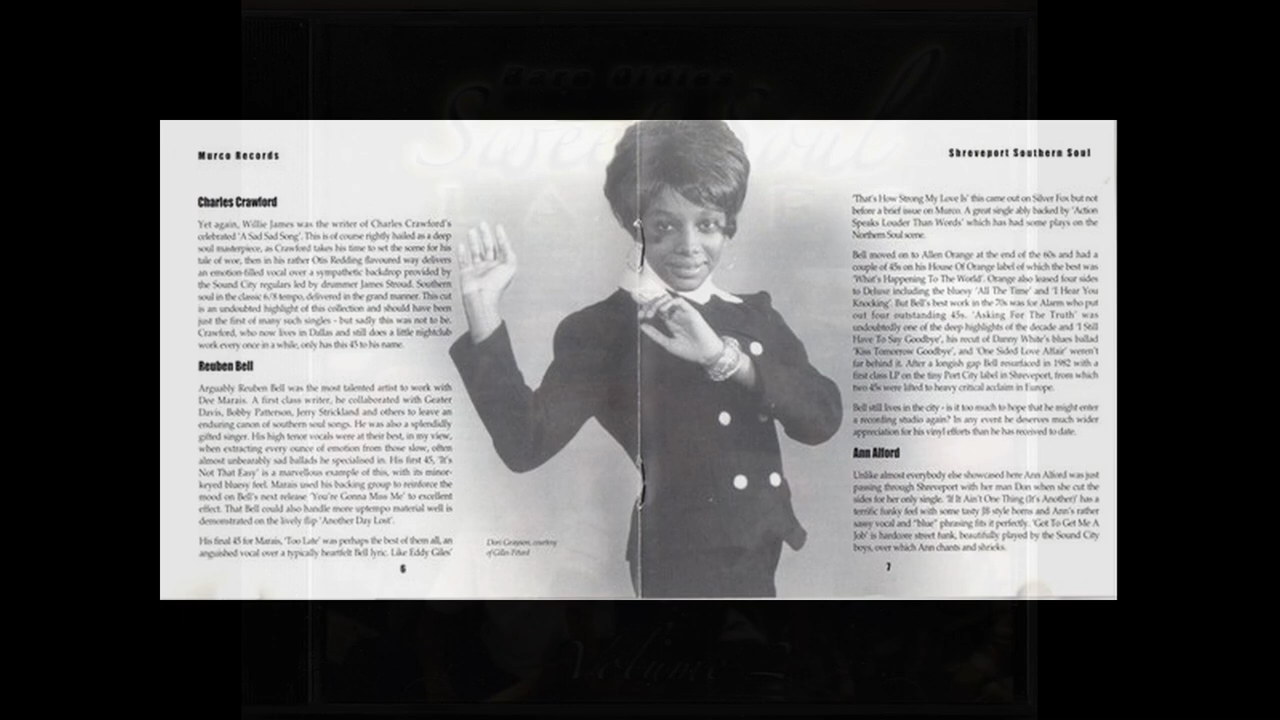 Rare Oldies
Sweet Soul
Murco Records
Charles Crawford
Yet again, Willie James was the writer of Charles Crawford's
celebrated 'A Sad Sad Song'. This is of course rightly hailed as a deep
soul masterpiece, as Crawford takes his time to set the scene for his
tale of woe, then in his rather Otis Redding flavoured way delivers
an emotion-filled vocal over a sympathetic backdrop provided by
the Sound City regulars led by drummer James Stroud. Southern
soul in the classic 6/8 tempo, delivered in the grand manner. This cut
is an undoubted highlight of this collection and should have been
just the first of many such singles - but sadly this was not to be.
Crawford, who now lives in Dallas and still does a little nightclub
work every once in a while, only has this 45 to his name.
Reuben Bell
Arguably Reuben Bell was the most talented artist to work with
Dee Marais. A first class writer, he collaborated with Geater
Davis, Bobby Patterson, Jerry Strickland and others to leave an
enduring canon of southern soul songs. He was also a splendidly
gifted singer. His high tenor vocals were at their best, in my view,
when extracting every ounce of emotion from those slow, often
almost unbearably sad ballads he specialised in. His first 45, 'It's
Not That Easy' is a marvellous example of this, with its minor-
keyed bluesy feel. Marais used his backing group to reinforce the
mood on Bell's next release 'You're Gonna Miss Me' to excellent
effect. That Bell could also handle more uptempo material well is
demonstrated on the lively flip 'Another Day Lost'.
His final 45 for Marais, 'Too Late' was perhaps the best of them all, an
anguished vocal over a typically heartfelt Bell lyric. Like Eddy Giles'
6
Dori Grayson, courtesy
of Gilles Pétard
Shreveport Southern Soul
'That's How Strong My Love Is' this came out on Silver Fox but not
before a brief issue on Murco. A great single ably backed by 'Action
Speaks Louder Than Words' which has had some plays on the
Northern Soul scene.
Bell moved on to Allen Orange at the end of the 60s and had a
couple of 45s on his House Of Orange label of which the best was
'What's Happening To The World'. Orange also leased four sides
to Deluxe including the bluesy 'All The Time' and 'I Hear You
Knocking'. But Bell's best work in the 70s was for Alarm who put
out four outstanding 45s. 'Asking For The Truth' was
undoubtedly one of the deep highlights of the decade and 'I Still
Have To Say Goodbye', his recut of Danny White's blues ballad
'Kiss Tomorrow Goodbye', and 'One Sided Love Affair' weren't
far behind it. After a longish gap Bell resurfaced in 1982 with a
first class LP on the tiny Port City label in Shreveport, from which
two 45s were lifted to heavy critical acclaim in Europe.
Bell still lives in the city - is it too much to hope that he might enter
a recording studio again? In any event he deserves much wider
appreciation for his vinyl efforts than he has received to-date.
Ann Alford
Unlike almost everybody else showcased here Ann Alford was just
passing through Shreveport with her man Don when she cut the
sides for her only single. 'If It Ain't One Thing (It's Another)' has a
terrific funky feel with some tasty JB style horns and Ann's rather
sassy vocal and "blue" phrasing fits it perfectly. 'Got To Get Me A
Job' is hardcore street funk, beautifully played by the Sound City
boys, over which Ann chants and shrieks.
7
Volume